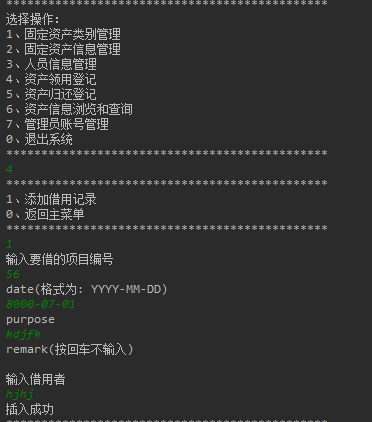 **********************************************
选择操作:
1、固定资产类别管理
2、固定资产信息管理
3、人员信息管理
4、资产领用登记
5、资产归还登记
6、资产信息浏览和查询
7、管理员账号管理
0、退出系统
**********************************************
4
**********************************************
1、添加借用记录
0、返回主菜单
**********************************************
1
输入要借的项目编号
56
date(格式为: YYYY-MM-DD)
8000-07-01
purpose
kdjfk
remark(按回车不输入)
输入借用者
hjhj
插入成功
**********************************************